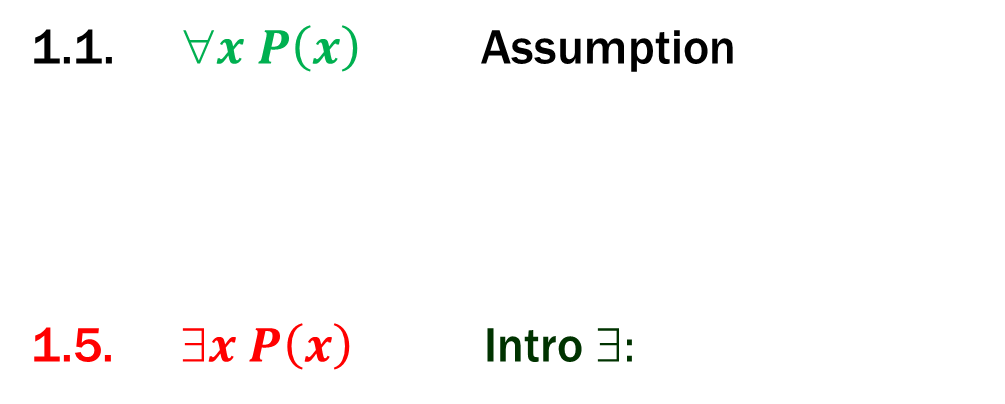 1.1. ∀x P(x) Assumption
1.5. ∃x P(x) Intro ∃: